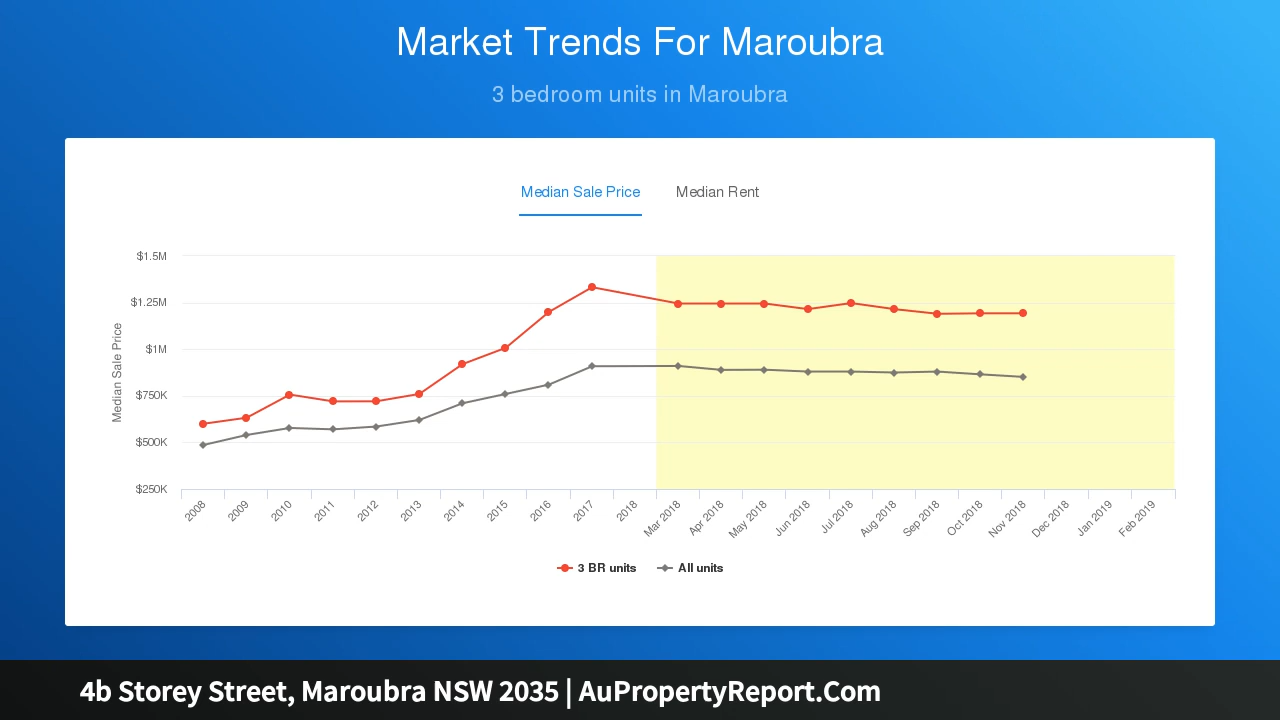 Market Trends For Maroubra
3 bedroom units in Maroubra
Median Sale Price Median Rent
$1.5M
$1.25M
$1M
$750K
$500K
$250K
Median Sale Price
2008 2009 2010 2011 2012 2013 2014 2015 2016 2017 2018 Mar 2018 Apr 2018 May 2018 Jun 2018 Jul 2018 Aug 2018 Sep 2018 Oct 2018 Nov 2018 Dec 2018 Jan 2019 Feb 2019
3 BR units All units
4b Storey Street, Maroubra NSW 2035 | AuPropertyReport.Com